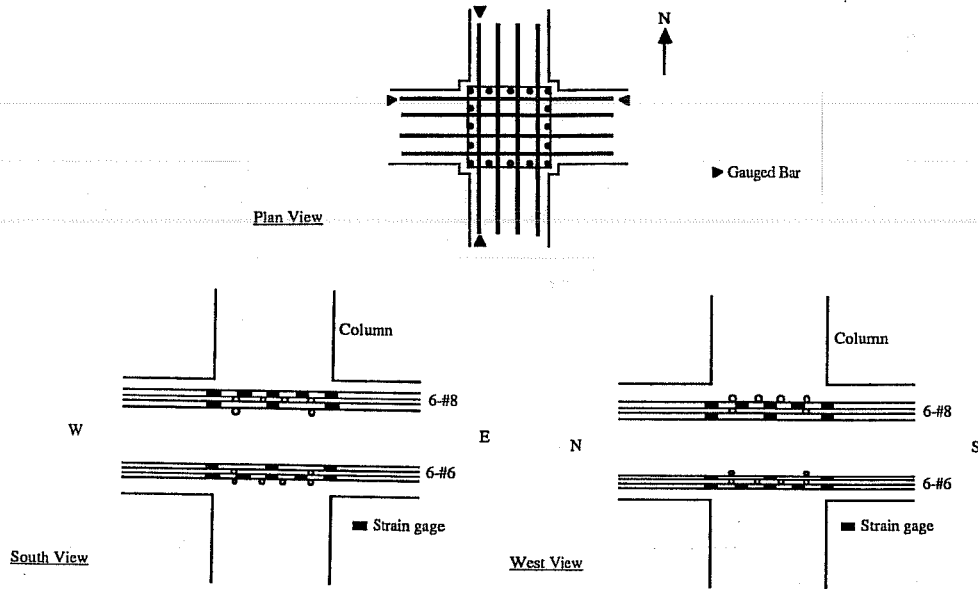 N
Gauged Bar
Plan View
Column
6-#8
W
E
6-#6
Strain gage
South View
Column
6-#8
N
S
6-#6
Strain gage
West View